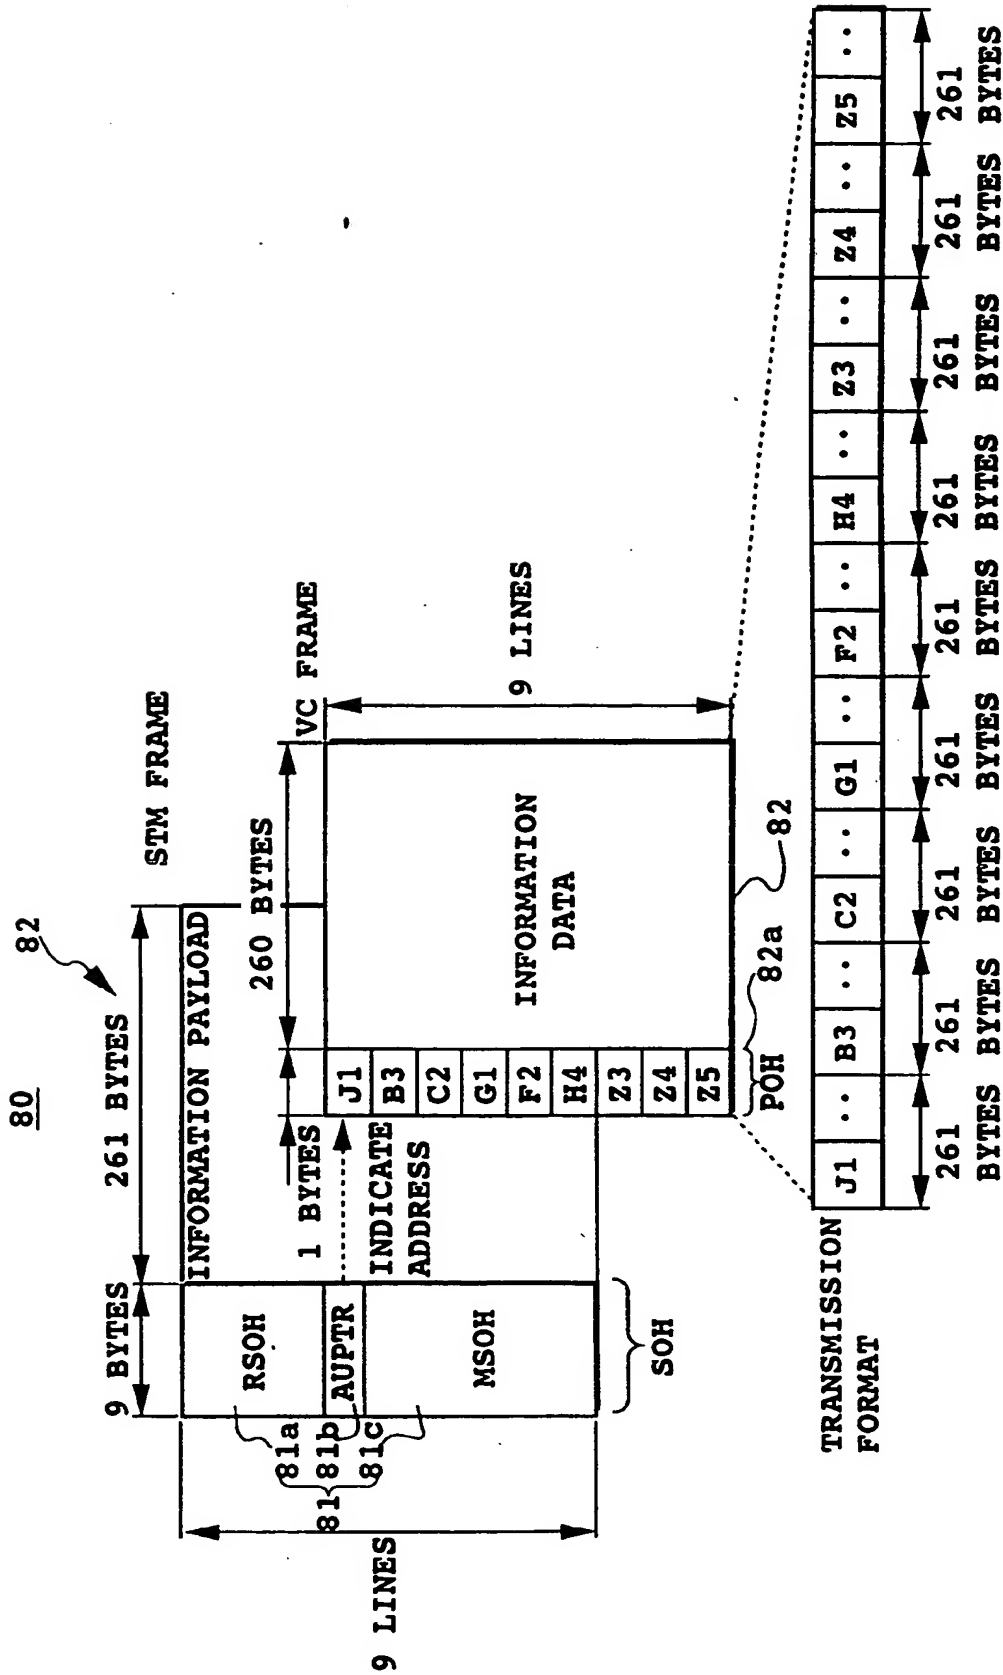 80
82
9 BYTES
261 BYTES
STM FRAME
INFORMATION PAYLOAD
260 BYTES
VC FRAME
1 BYTES
RSOH
AUPTR
MSOH
81a
81b
81c
81
9 LINES
INDICATE
ADDRESS
J1
B3
C2
G1
F2
H4
Z3
Z4
Z5
INFORMATION
DATA
9 LINES
SOH
POH
82a
82
TRANSMISSION
FORMAT
J1 ·· B3 ·· C2 ·· G1 ·· F2 ·· H4 ·· Z3 ·· Z4 ·· Z5 ··
261 261 261 261 261 261 261 261 261
BYTES BYTES BYTES BYTES BYTES BYTES BYTES BYTES BYTES